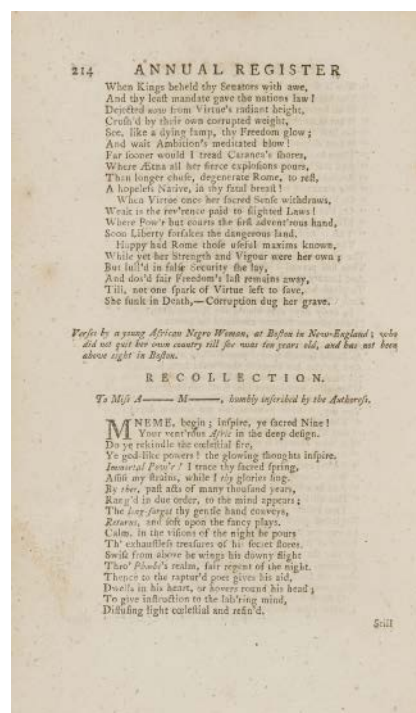 214 ANNUAL REGISTER
When Kings beheld thy Senators with awe,
And thy least mandate gave the nations law!
Dejected now from Virtue's radiant height,
Crush'd by their own corrupted weight,
See, like a dying lamp, thy Freedom glow;
And wait Ambition's medicated blow!
Far sooner would I tread Catanea's shores,
Where Ætna all her fierce explosions pours,
Than longer chuse, degenerate Rome, to rest,
A hopeless Native, in thy fatal breast!
When Virtue once her sacred Sense withdraws,
Weak is the rev'rence paid to slighted Laws!
Where Pow'r but courts the first advent'rous hand,
Soon Liberty forsakes the dangerous land.
Happy had Rome those useful maxims known,
While yet her Strength and Vigour were her own;
But lull'd in false Security she lay,
And dos'd fair Freedom's last remains away,
Till, not one spark of Virtue left to save,
She sunk in Death,—Corruption dug her grave.
Verses by a young African Negro Woman, at Boston in New-England; who
did not quit her own country till she was ten years old, and has not been
above eight in Boston.
RECOLLECTION.
To Miss A—— M——, humbly inscribed by the Authoress.
MNEME, begin; inspire, ye sacred Nine!
Your vent'rous Afric in the deep design.
Do ye rekindle the cœlestial fire,
Ye god-like powers! the glowing thoughts inspire.
Immortal Pow'r! I trace thy sacred spring,
Assist my strains, while I thy glories sing.
By thee, past acts of many thousand years,
Rang'd in due order, to the mind appears;
The long-forgot thy gentle hand conveys,
Returns, and soft upon the fancy plays.
Calm, in the visions of the night he pours
Th' exhaustless treasures of his secret stores.
Swift from above he wings his downy flight
Thro' Phœbe's realm, fair regent of the night.
Thence to the raptur'd poet gives his aid,
Dwells in his heart, or hovers round his head;
To give instruction to the lab'ring mind,
Diffusing light cœlestial and refin'd.
Still